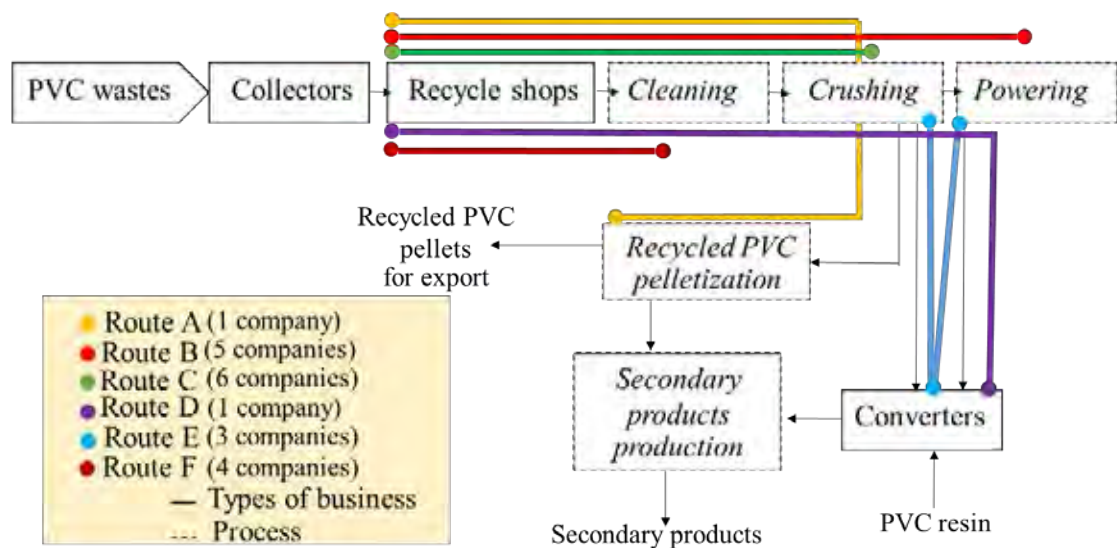 PVC wastes
Collectors
Recycle shops
Cleaning
Crushing
Powering
Recycled PVC
pellets
for export
Recycled PVC
pelletization
Secondary
products
production
Converters
Secondary products
PVC resin
Route A (1 company)
Route B (5 companies)
Route C (6 companies)
Route D (1 company)
Route E (3 companies)
Route F (4 companies)
Types of business
Process